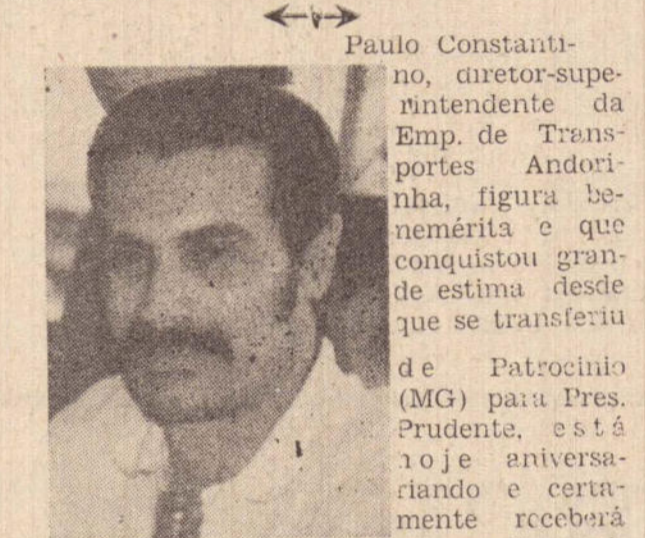 Paulo Constanti-
no, diretor-supe-
rintendente da
Emp. de Trans-
portes Andori-
nha, figura be-
nemérita e que
conquistou gran-
de estima desde
que se transferiu
de Patrocinio
(MG) para Pres.
Prudente, está
hoje aniversa-
riando e certa-
mente receberá